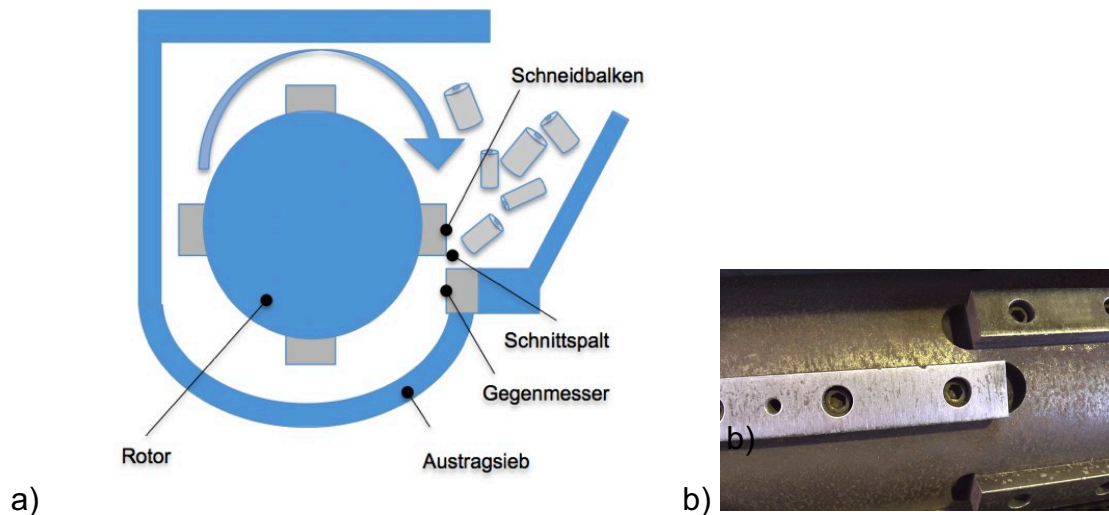 Schneidbalken
Schnittspalt
Gegenmesser
Rotor
Austragsieb
a)
b)
b)